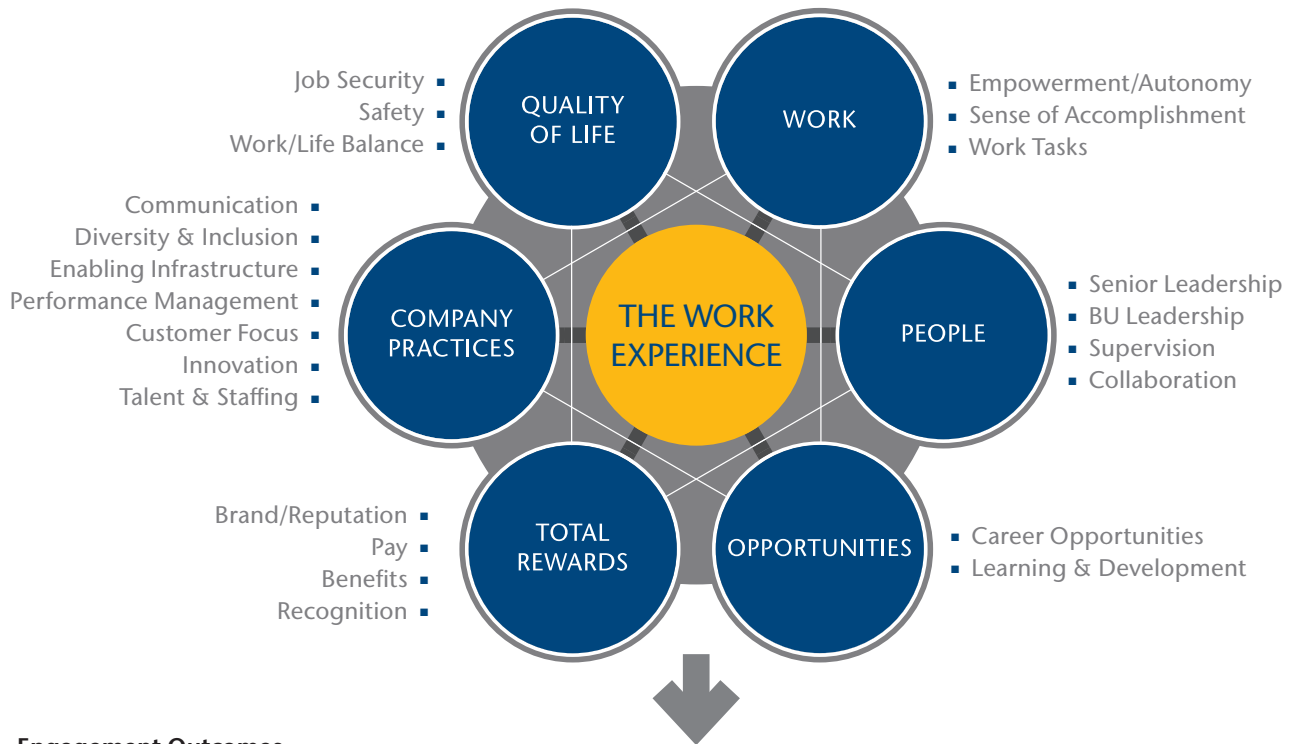 Job Security
Safety
Work/Life Balance
QUALITY
OF LIFE
WORK
Empowerment/Autonomy
Sense of Accomplishment
Work Tasks
Communication
Diversity & Inclusion
Enabling Infrastructure
Performance Management
Customer Focus
Innovation
Talent & Staffing
COMPANY
PRACTICES
THE WORK
EXPERIENCE
PEOPLE
Senior Leadership
BU Leadership
Supervision
Collaboration
Brand/Reputation
Pay
Benefits
Recognition
TOTAL
REWARDS
OPPORTUNITIES
Career Opportunities
Learning & Development
Engagement Outcomes